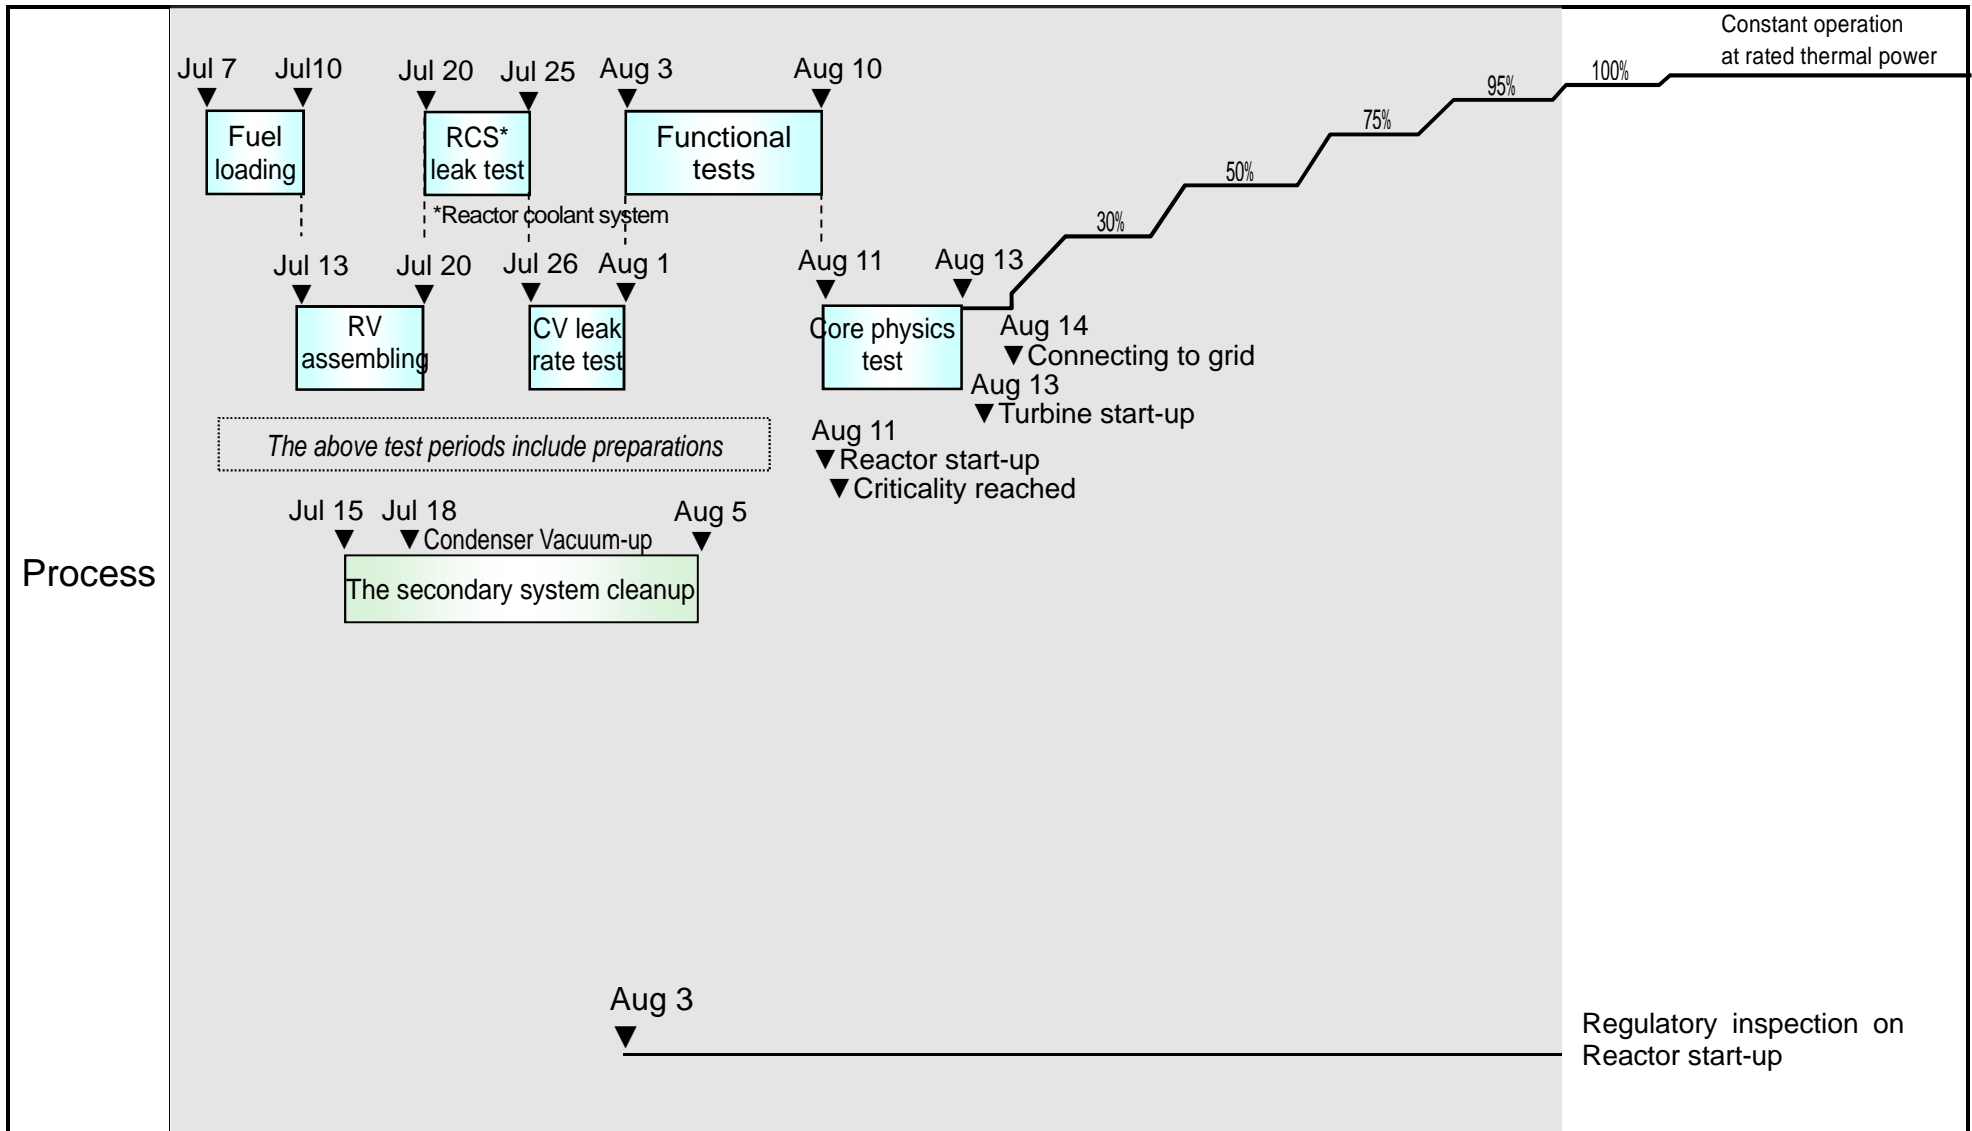 Process
Constant operation
at rated thermal power
Jul 7
Jul10
Jul 20
Jul 25
Aug 3
Aug 10
95%
100%
75%
50%
30%
Fuel
loading
RCS*
leak test
Functional
tests
*Reactor coolant system
Jul 13
Jul 20
Jul 26
Aug 1
Aug 11
Aug 13
RV
assembling
CV leak
rate test
Core physics
test
Aug 14
▼Connecting to grid
Aug 13
▼Turbine start-up
The above test periods include preparations
Aug 11
▼Reactor start-up
▼Criticality reached
Jul 15
Jul 18
▼Condenser Vacuum-up
Aug 5
The secondary system cleanup
Aug 3
Regulatory inspection on
Reactor start-up